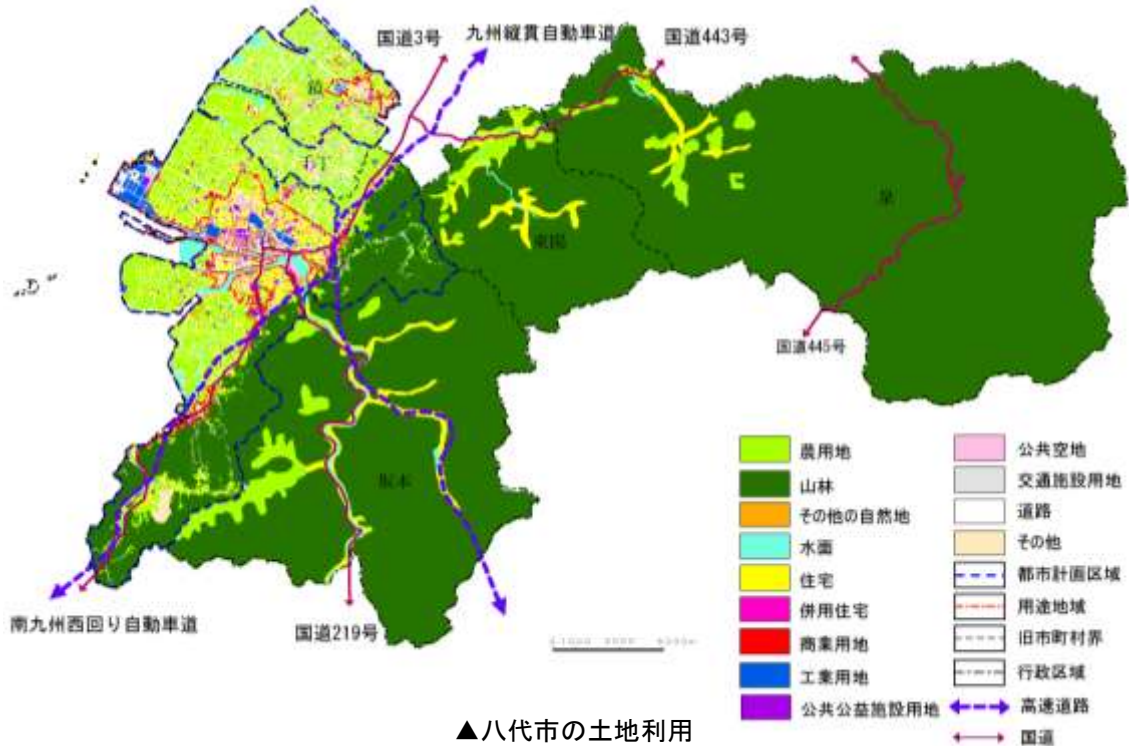 国道3号
九州縦貫自動車道
国道443号
鏡
千丁
東陽
泉
国道445号
坂本
南九州西回り自動車道
国道219号
農用地
山林
その他の自然地
水面
住宅
併用住宅
商業用地
工業用地
公共公益施設用地
公共空地
交通施設用地
道路
その他
都市計画区域
用途地域
旧市町村界
行政区域
高速道路
国道
▲八代市の土地利用